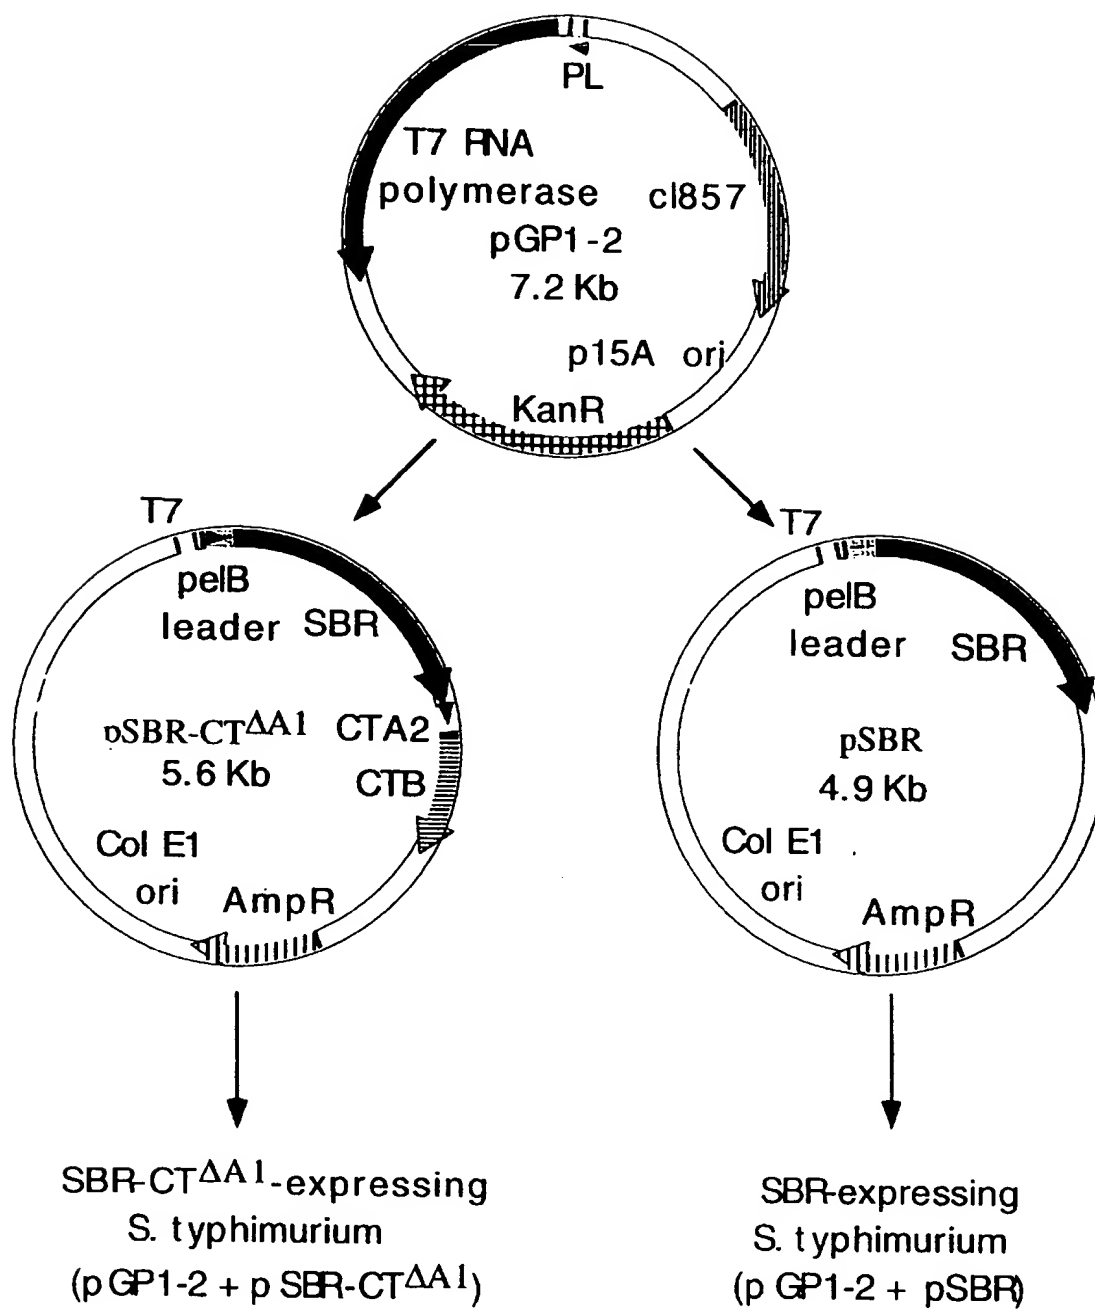 PL
T7 RNA
polymerase cI857
pGP1-2
7.2 Kb
p15A ori
KanR
T7
pelB
leader SBR
pSBR-CTΔA1 CTA2
5.6 Kb CTB
Col E1
ori
AmpR
SBR-CTΔA1-expressing
S. typhimurium
(pGP1-2 + pSBR-CTΔA1)
T7
pelB
leader SBR
pSBR
4.9 Kb
Col E1
ori
AmpR
SBR-expressing
S. typhimurium
(pGP1-2 + pSBR)